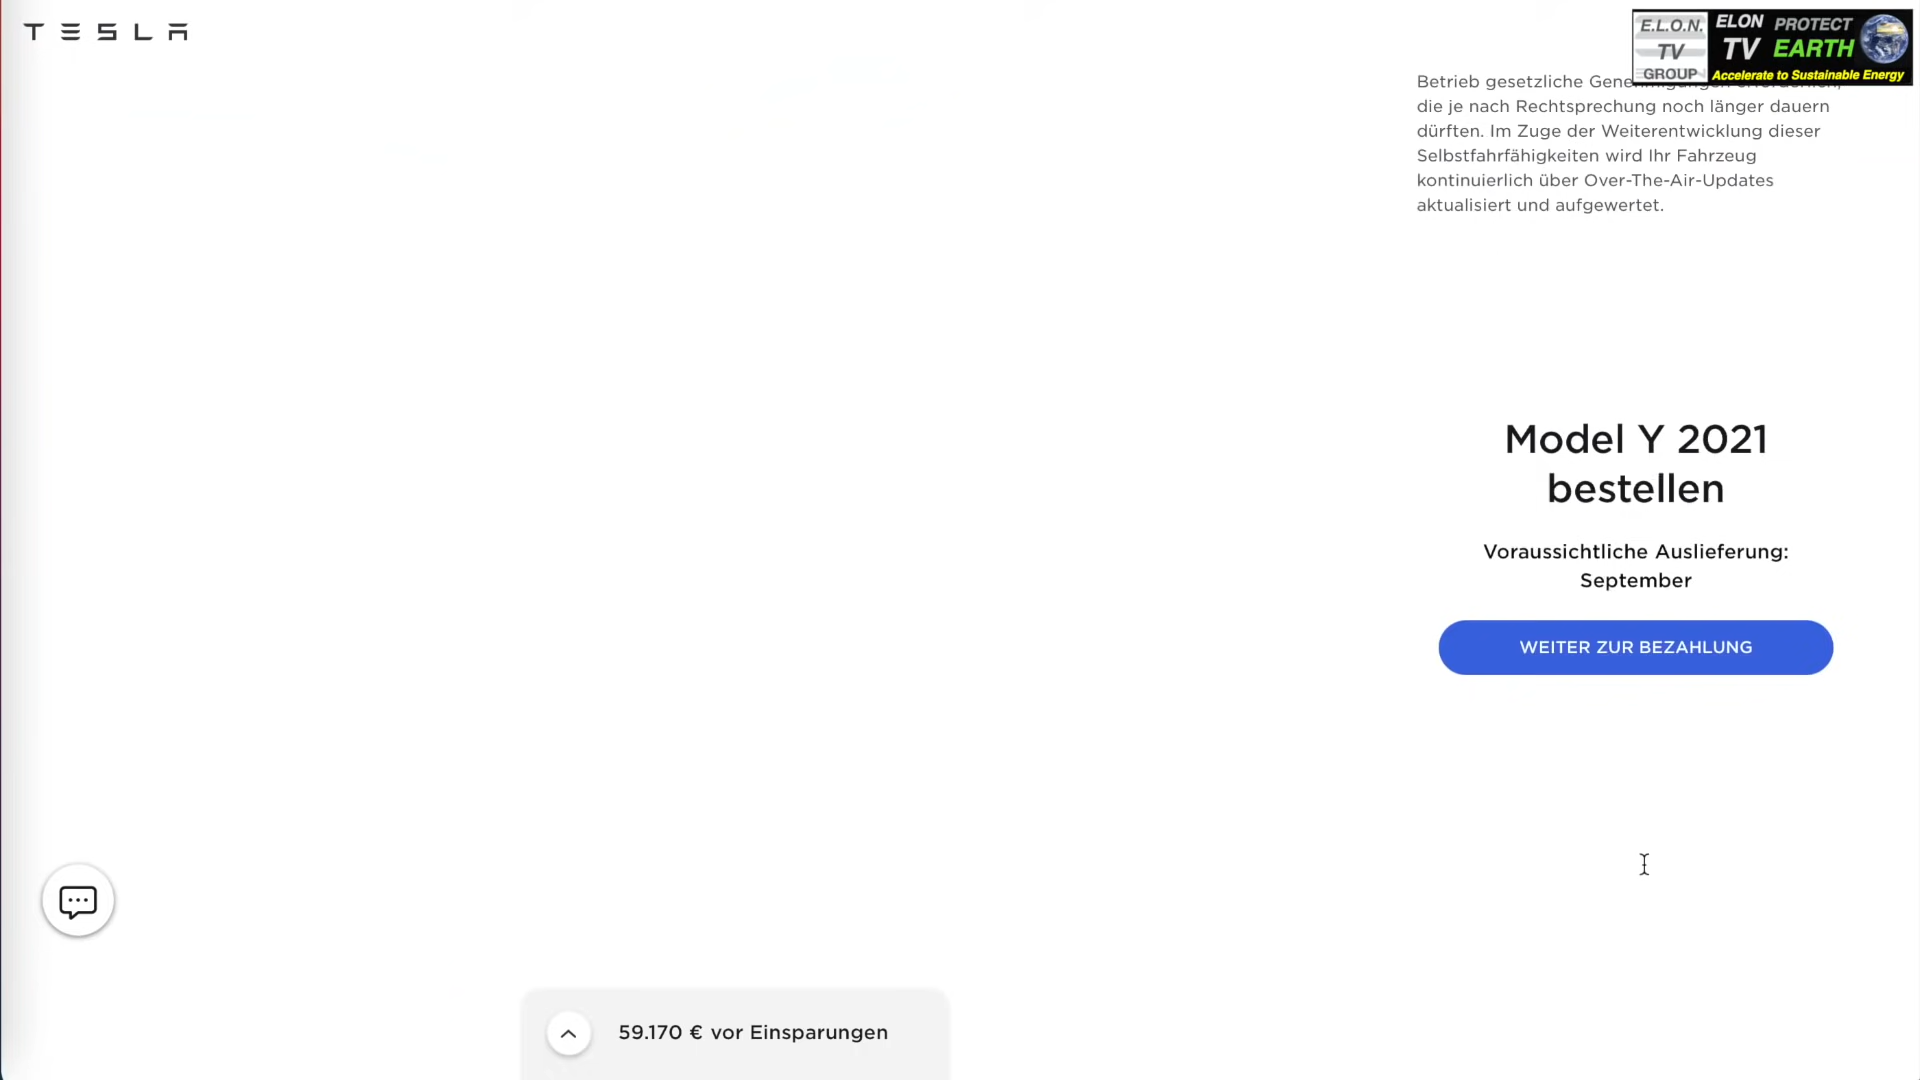 TESLA
E.L.O.N.
TV
GROUP
ELON PROTECT
TV EARTH
Accelerate to Sustainable Energy
Betrieb gesetzliche
die je nach Rechtsprechung noch länger dauern
dürften. Im Zuge der Weiterentwicklung dieser
Selbstfahrfähigkeiten wird Ihr Fahrzeug
kontinuierlich über Over-The-Air-Updates
aktualisiert und aufgewertet.
Model Y 2021
bestellen
Voraussichtliche Auslieferung:
September
WEITER ZUR BEZAHLUNG
59.170 € vor Einsparungen